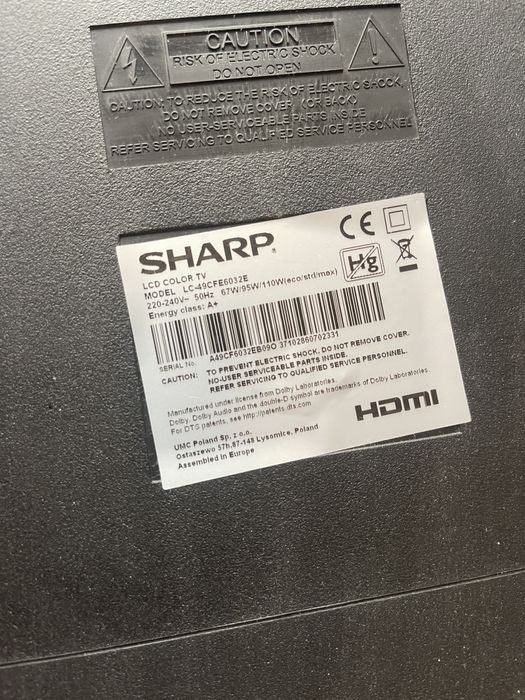 CAUTION
RISK OF ELECTRIC SHOCK
DO NOT OPEN
CAUTION: TO REDUCE THE RISK OF ELECTRIC SHOCK,
DO NOT REMOVE COVER, (OR BACK)
NO USER-SERVICEABLE PARTS INSIDE
REFER SERVICING TO QUALIFIED SERVICE PERSONNEL
CE
SHARP®
LCD COLOR TV
MODEL LC-49CFE6032E
220-240V~ 50Hz 67W/95W/110W(eco/std/max)
Energy class: A+
Hg
SERIAL No. A49CF6032EB09O 37102860702331
CAUTION: TO PREVENT ELECTRIC SHOCK, DO NOT REMOVE COVER.
NO-USER SERVICEABLE PARTS INSIDE.
REFER SERVICING TO QUALIFIED SERVICE PERSONNEL.
Manufactured under license from Dolby Laboratories.
Dolby, Dolby Audio and the double-D symbol are trademarks of Dolby Laboratories.
For DTS patents, see http://patents.dts.com
HDMI
UMC Poland Sp. z o.o.
Ostaszewo 57b,87-148 Lysomice, Poland
Assembled in Europe